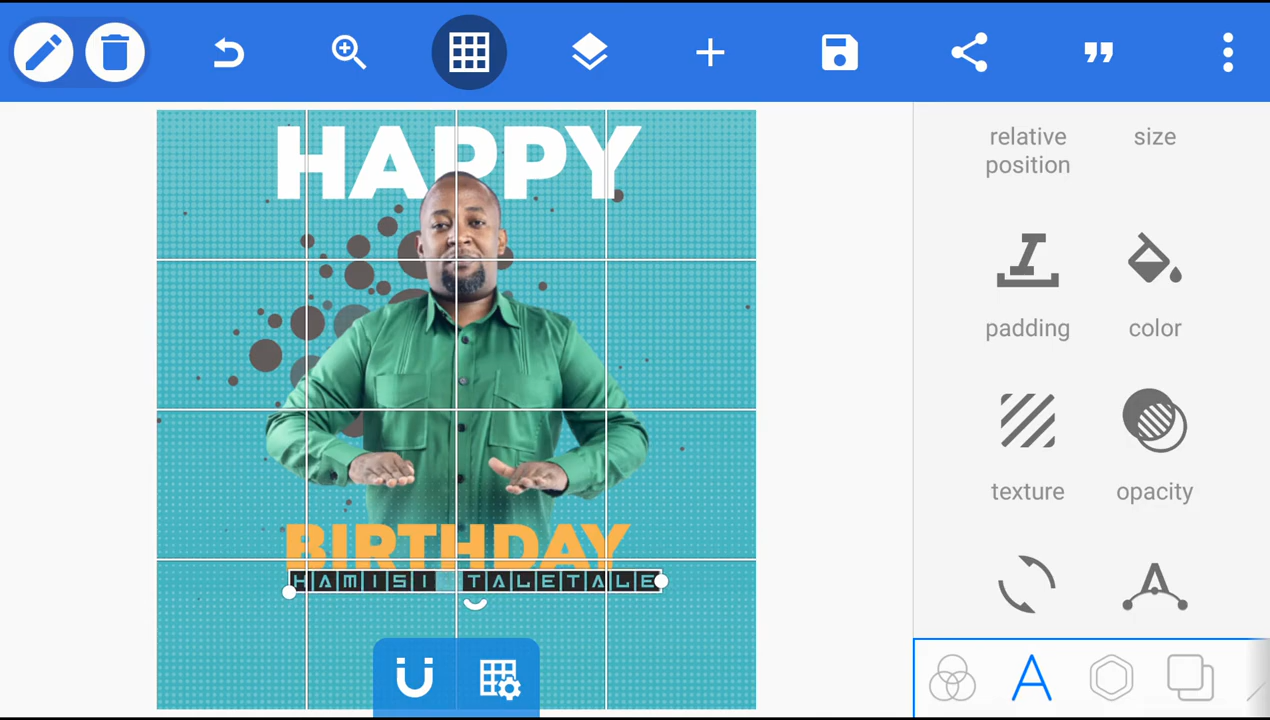 HAPPY
relative
position
size
padding
color
texture
opacity
BIRTHDAY
HAMISI TALETALE